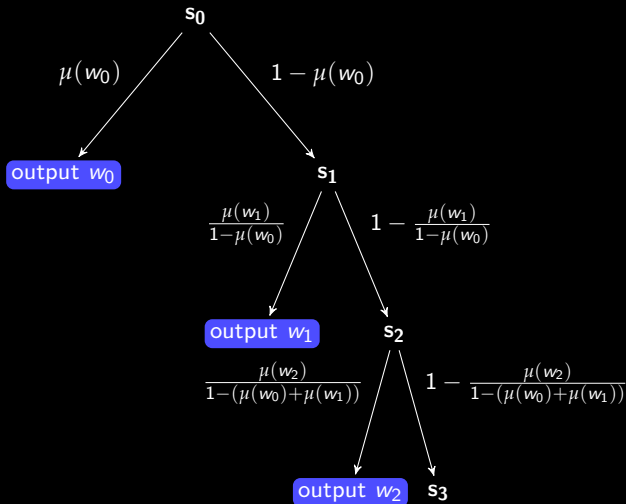 s₀
μ(w₀)
1 − μ(w₀)
output w₀
s₁
μ(w₁)/(1−μ(w₀))
1 − μ(w₁)/(1−μ(w₀))
output w₁
s₂
μ(w₂)/(1−(μ(w₀)+μ(w₁)))
1 − μ(w₂)/(1−(μ(w₀)+μ(w₁)))
output w₂
s₃